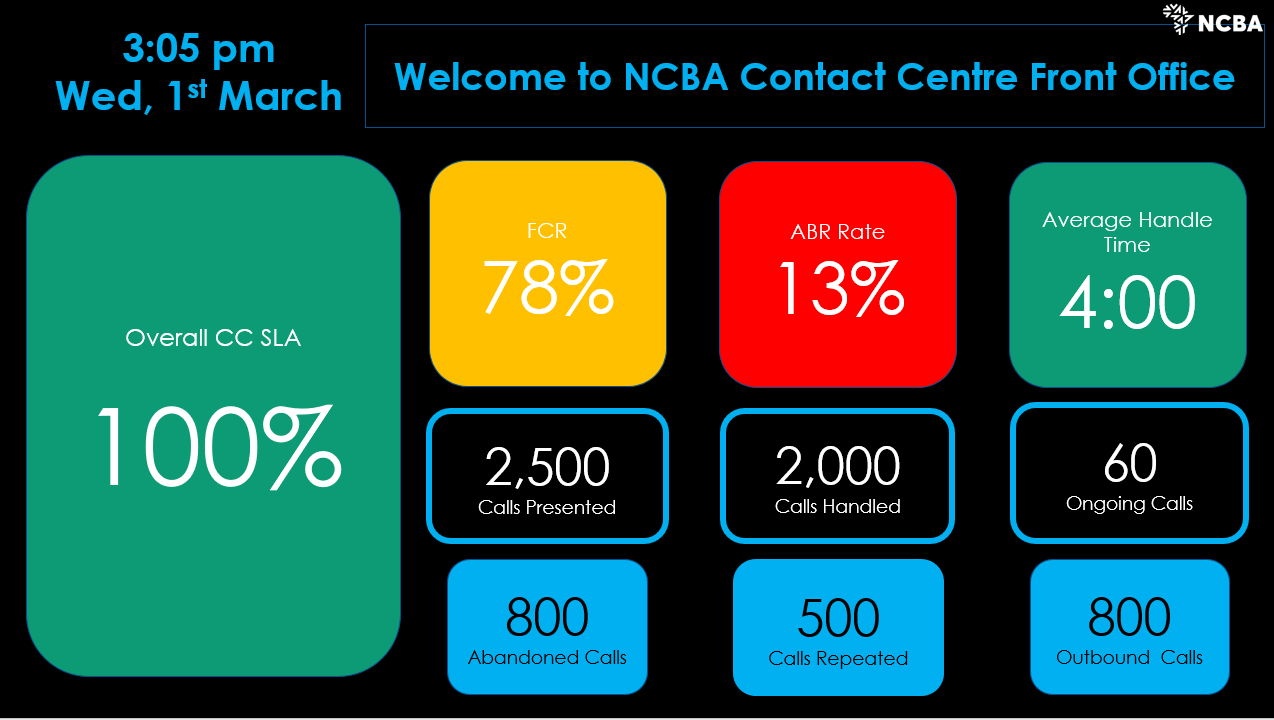 NCBA
3:05 pm
Wed, 1st March
Welcome to NCBA Contact Centre Front Office
Overall CC SLA
100%
FCR
78%
ABR Rate
13%
Average Handle
Time
4:00
2,500
Calls Presented
2,000
Calls Handled
60
Ongoing Calls
800
Abandoned Calls
500
Calls Repeated
800
Outbound  Calls